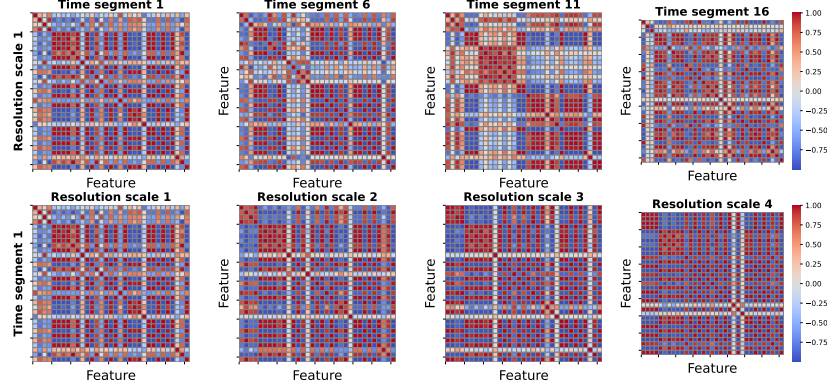 Time segment 1
Time segment 6
Time segment 11
Time segment 16
Resolution scale 1
Feature
Feature
Feature
1.00
0.75
0.50
0.25
0.00
−0.25
−0.50
−0.75
Feature
Feature
Feature
Feature
Resolution scale 1
Resolution scale 2
Resolution scale 3
Resolution scale 4
Time segment 1
Feature
Feature
Feature
1.00
0.75
0.50
0.25
0.00
−0.25
−0.50
−0.75
Feature
Feature
Feature
Feature